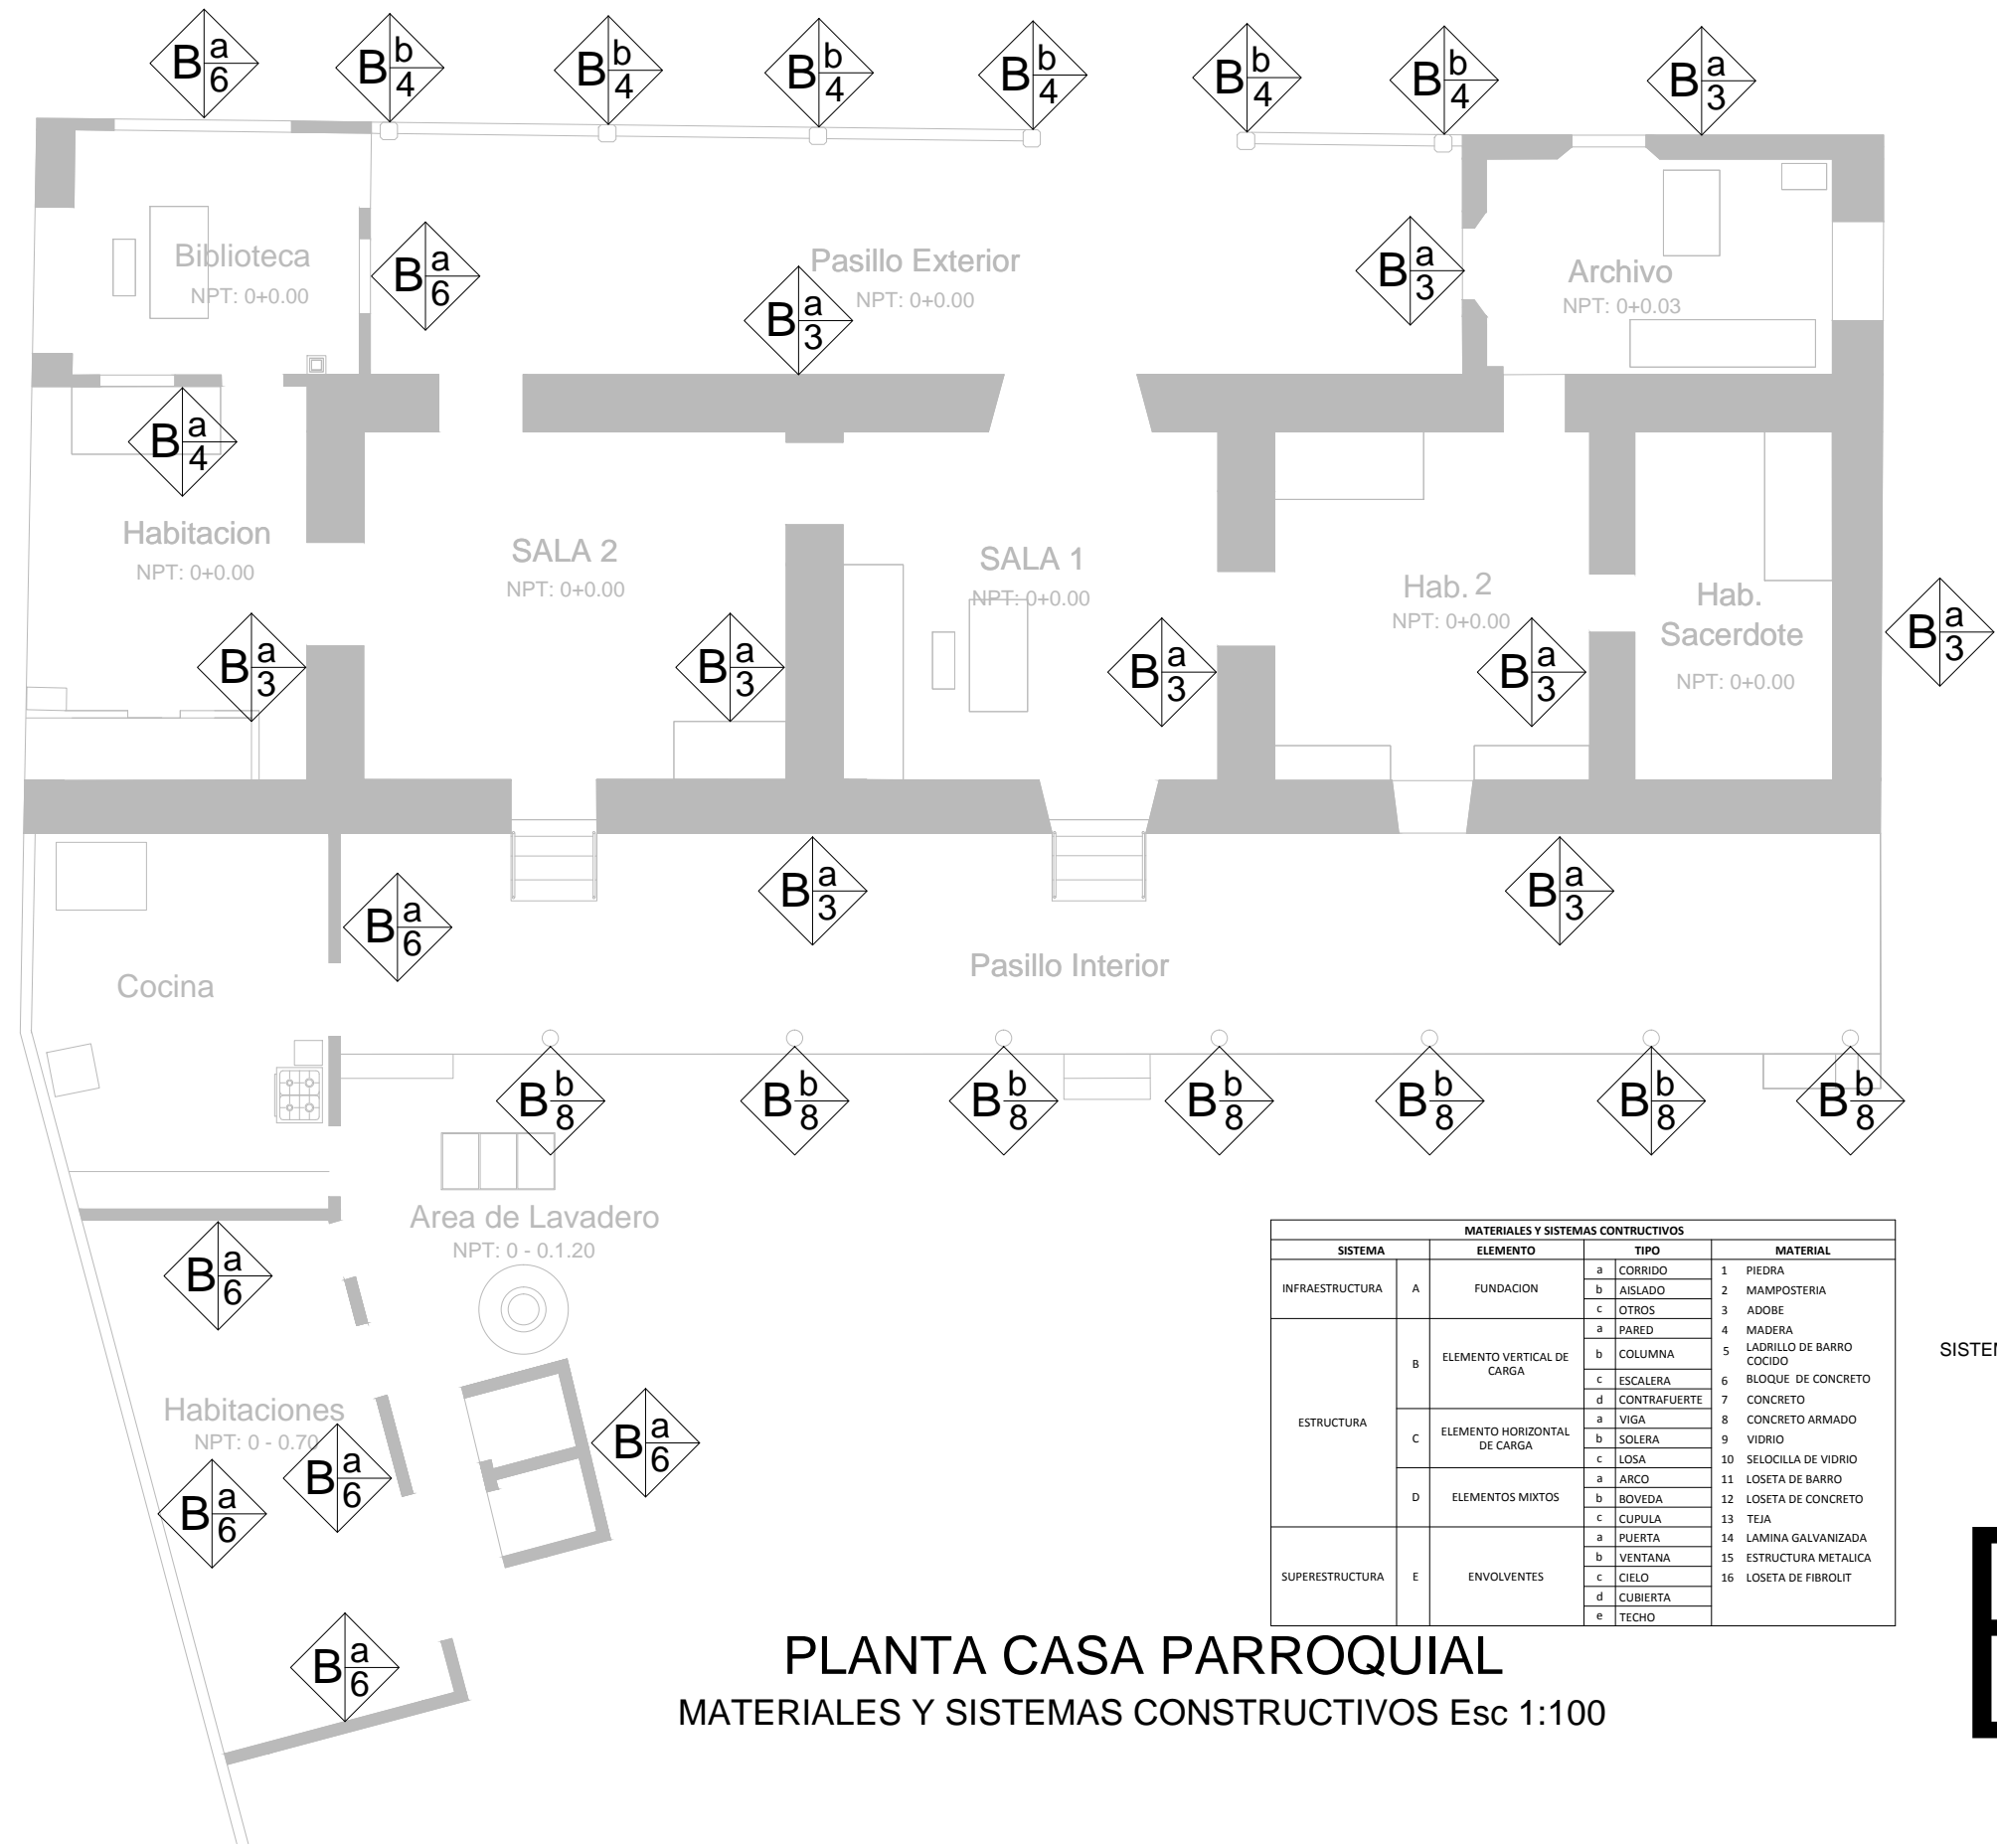 B a 6
B b 4
B b 4
B b 4
B b 4
B b 4
B b 4
B a 3
Biblioteca
NPT: 0+0.00
B a 6
Pasillo Exterior
NPT: 0+0.00
B a 3
B a 3
Archivo
NPT: 0+0.03
B a 4
Habitacion
NPT: 0+0.00
SALA 2
NPT: 0+0.00
SALA 1
NPT: 0+0.00
Hab. 2
NPT: 0+0.00
Hab.
Sacerdote
NPT: 0+0.00
B a 3
B a 3
B a 3
B a 3
B a 3
B a 3
B a 3
B a 6
Cocina
Pasillo Interior
B b 8
B b 8
B b 8
B b 8
B b 8
B b 8
B b 8
Area de Lavadero
NPT: 0 - 0.1.20
B a 6
Habitaciones
NPT: 0 - 0.70
B a 6
B a 6
B a 6
B a 6
MATERIALES Y SISTEMAS CONTRUCTIVOS
SISTEMA ELEMENTO TIPO MATERIAL
INFRAESTRUCTURA A FUNDACION
a CORRIDO
b AISLADO
c OTROS
ESTRUCTURA
B ELEMENTO VERTICAL DE
CARGA
a PARED
b COLUMNA
c ESCALERA
d CONTRAFUERTE
C ELEMENTO HORIZONTAL
DE CARGA
a VIGA
b SOLERA
c LOSA
D ELEMENTOS MIXTOS
a ARCO
b BOVEDA
c CUPULA
SUPERESTRUCTURA E ENVOLVENTES
a PUERTA
b VENTANA
c CIELO
d CUBIERTA
e TECHO
1 PIEDRA
2 MAMPOSTERIA
3 ADOBE
4 MADERA
5 LADRILLO DE BARRO
COCIDO
6 BLOQUE DE CONCRETO
7 CONCRETO
8 CONCRETO ARMADO
9 VIDRIO
10 SELOCILLA DE VIDRIO
11 LOSETA DE BARRO
12 LOSETA DE CONCRETO
13 TEJA
14 LAMINA GALVANIZADA
15 ESTRUCTURA METALICA
16 LOSETA DE FIBROLIT
PLANTA CASA PARROQUIAL
MATERIALES Y SISTEMAS CONSTRUCTIVOS Esc 1:100